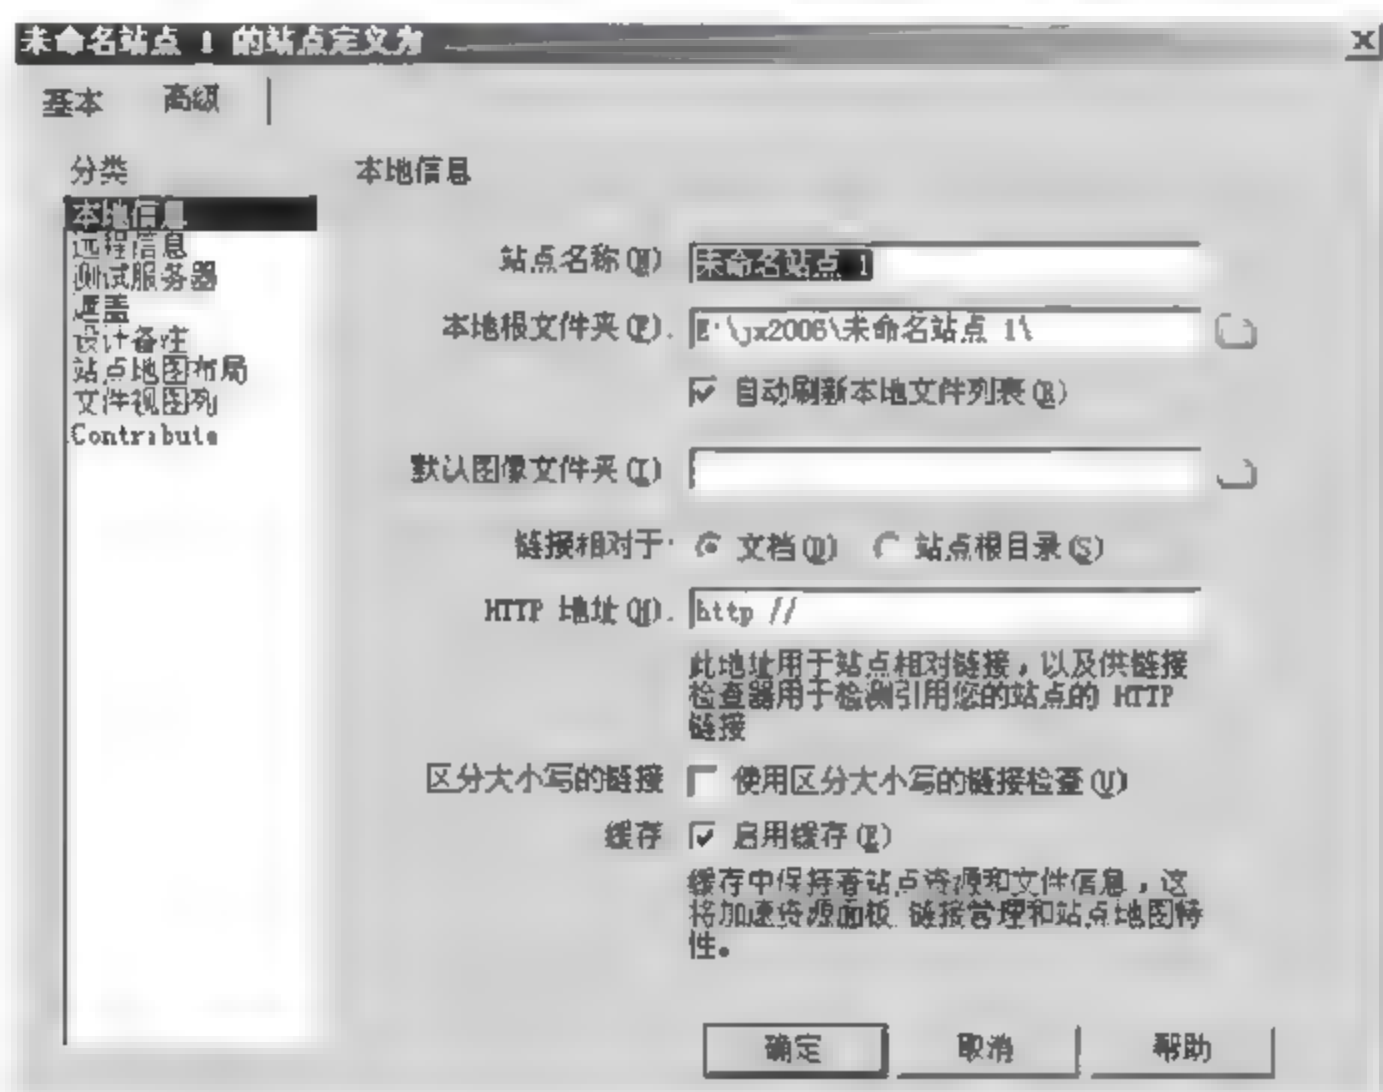 未命名站点 1 的站点定义为
基本 高级
分类
本地信息
远程信息
测试服务器
遮盖
设计备注
站点地图布局
文件视图列
Contribute
本地信息
站点名称(N) 未命名站点 1
本地根文件夹(F). E:\jx2006\未命名站点 1\
自动刷新本地文件列表(R)
默认图像文件夹(I)
链接相对于: 文档(D) 站点根目录(S)
HTTP 地址(H). http //
此地址用于站点相对链接，以及供链接
检查器用于检测引用您的站点的 HTTP
链接
区分大小写的链接 使用区分大小写的链接检查(U)
缓存 启用缓存(E)
缓存中保持着站点资源和文件信息，这
将加速资源面板 链接管理和站点地图特
性。
确定 取消 帮助